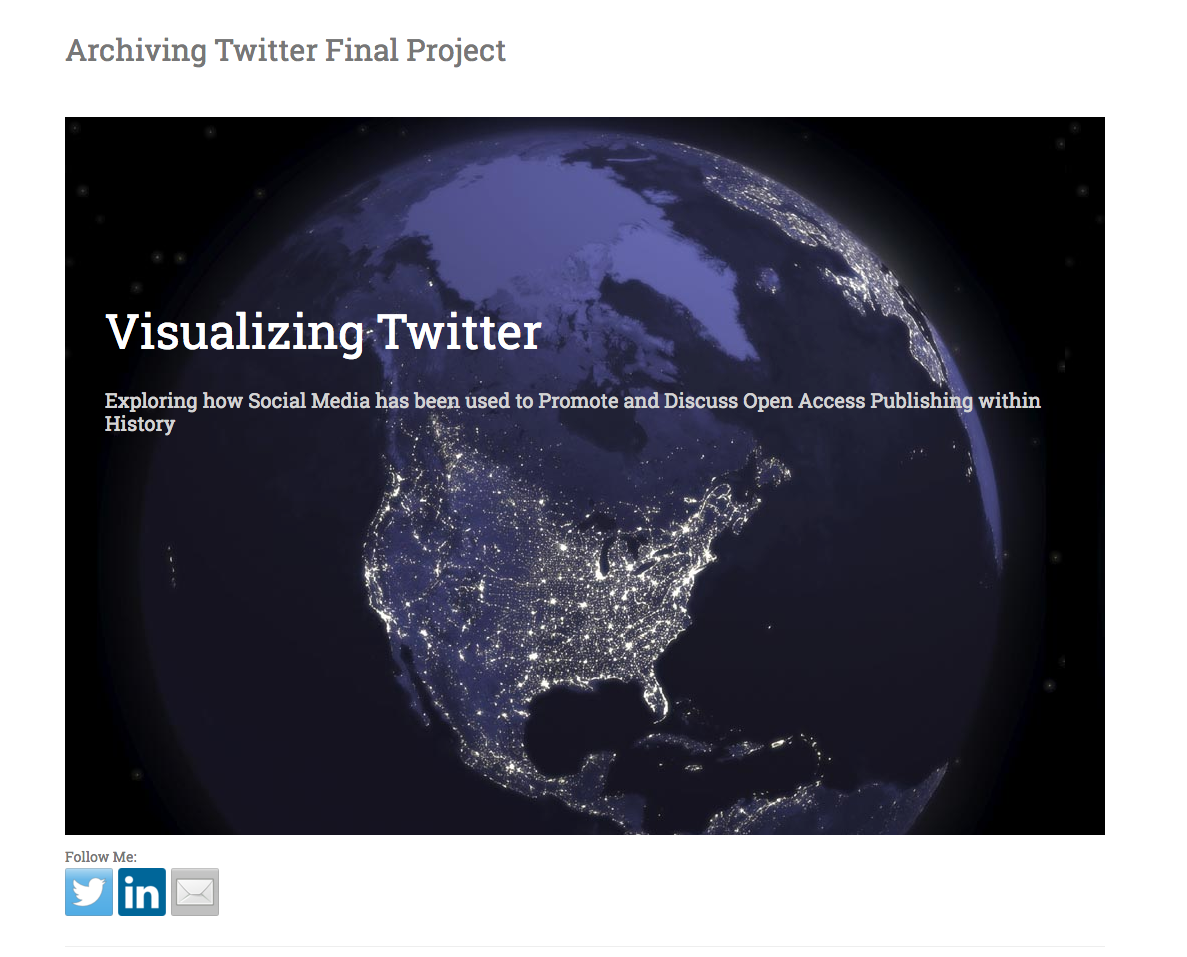 Archiving Twitter Final Project
Visualizing Twitter
Exploring how Social Media has been used to Promote and Discuss Open Access Publishing within
History
Follow Me:
in